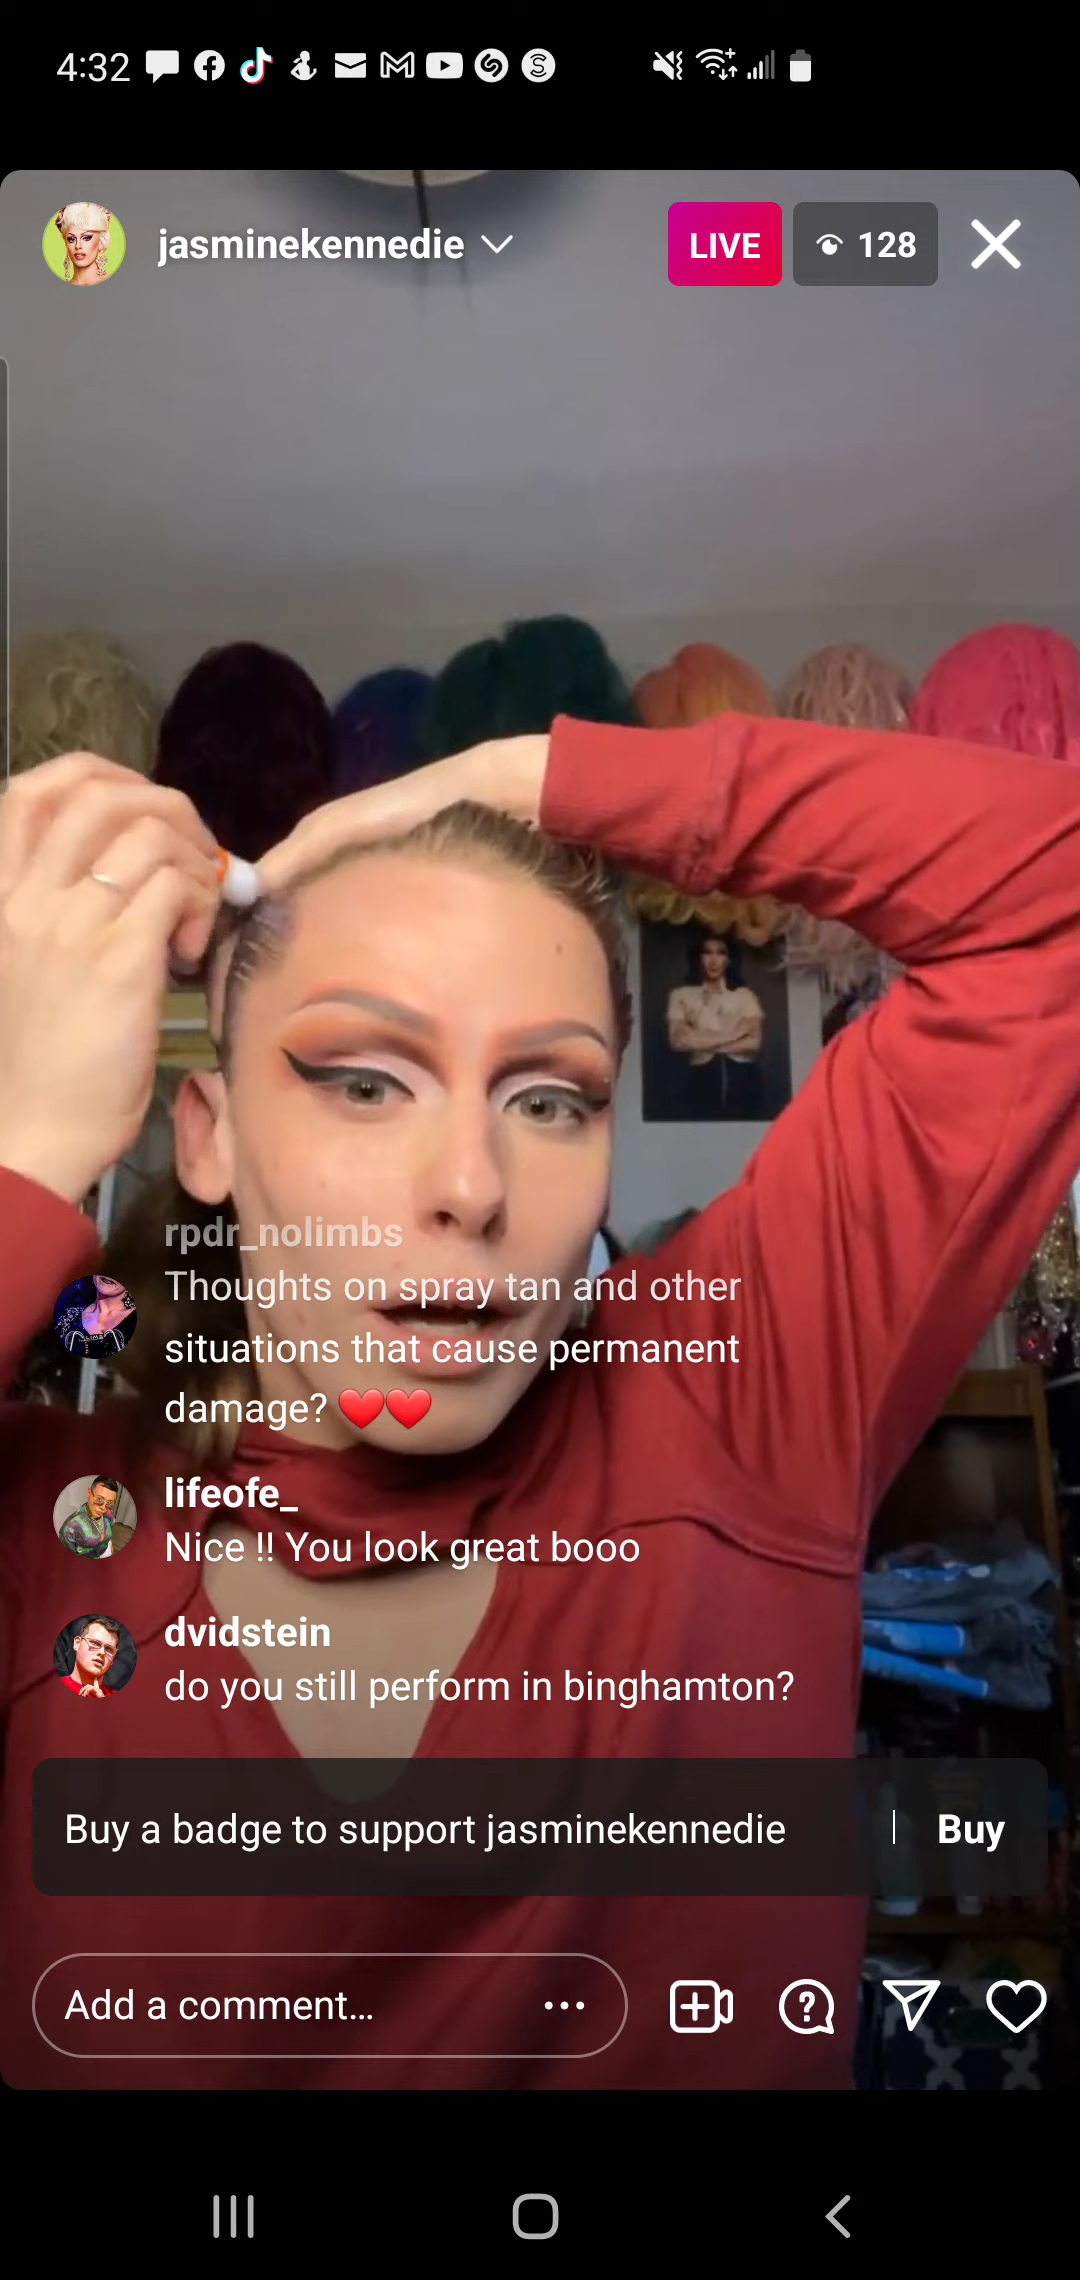 4:32
jasminekennedie
LIVE
128
rpdr_nolimbs
Thoughts on spray tan and other
situations that cause permanent
damage? ❤️❤️
lifeofe_
Nice !! You look great booo
dvidstein
do you still perform in binghamton?
Buy a badge to support jasminekennedie | Buy
Add a comment...